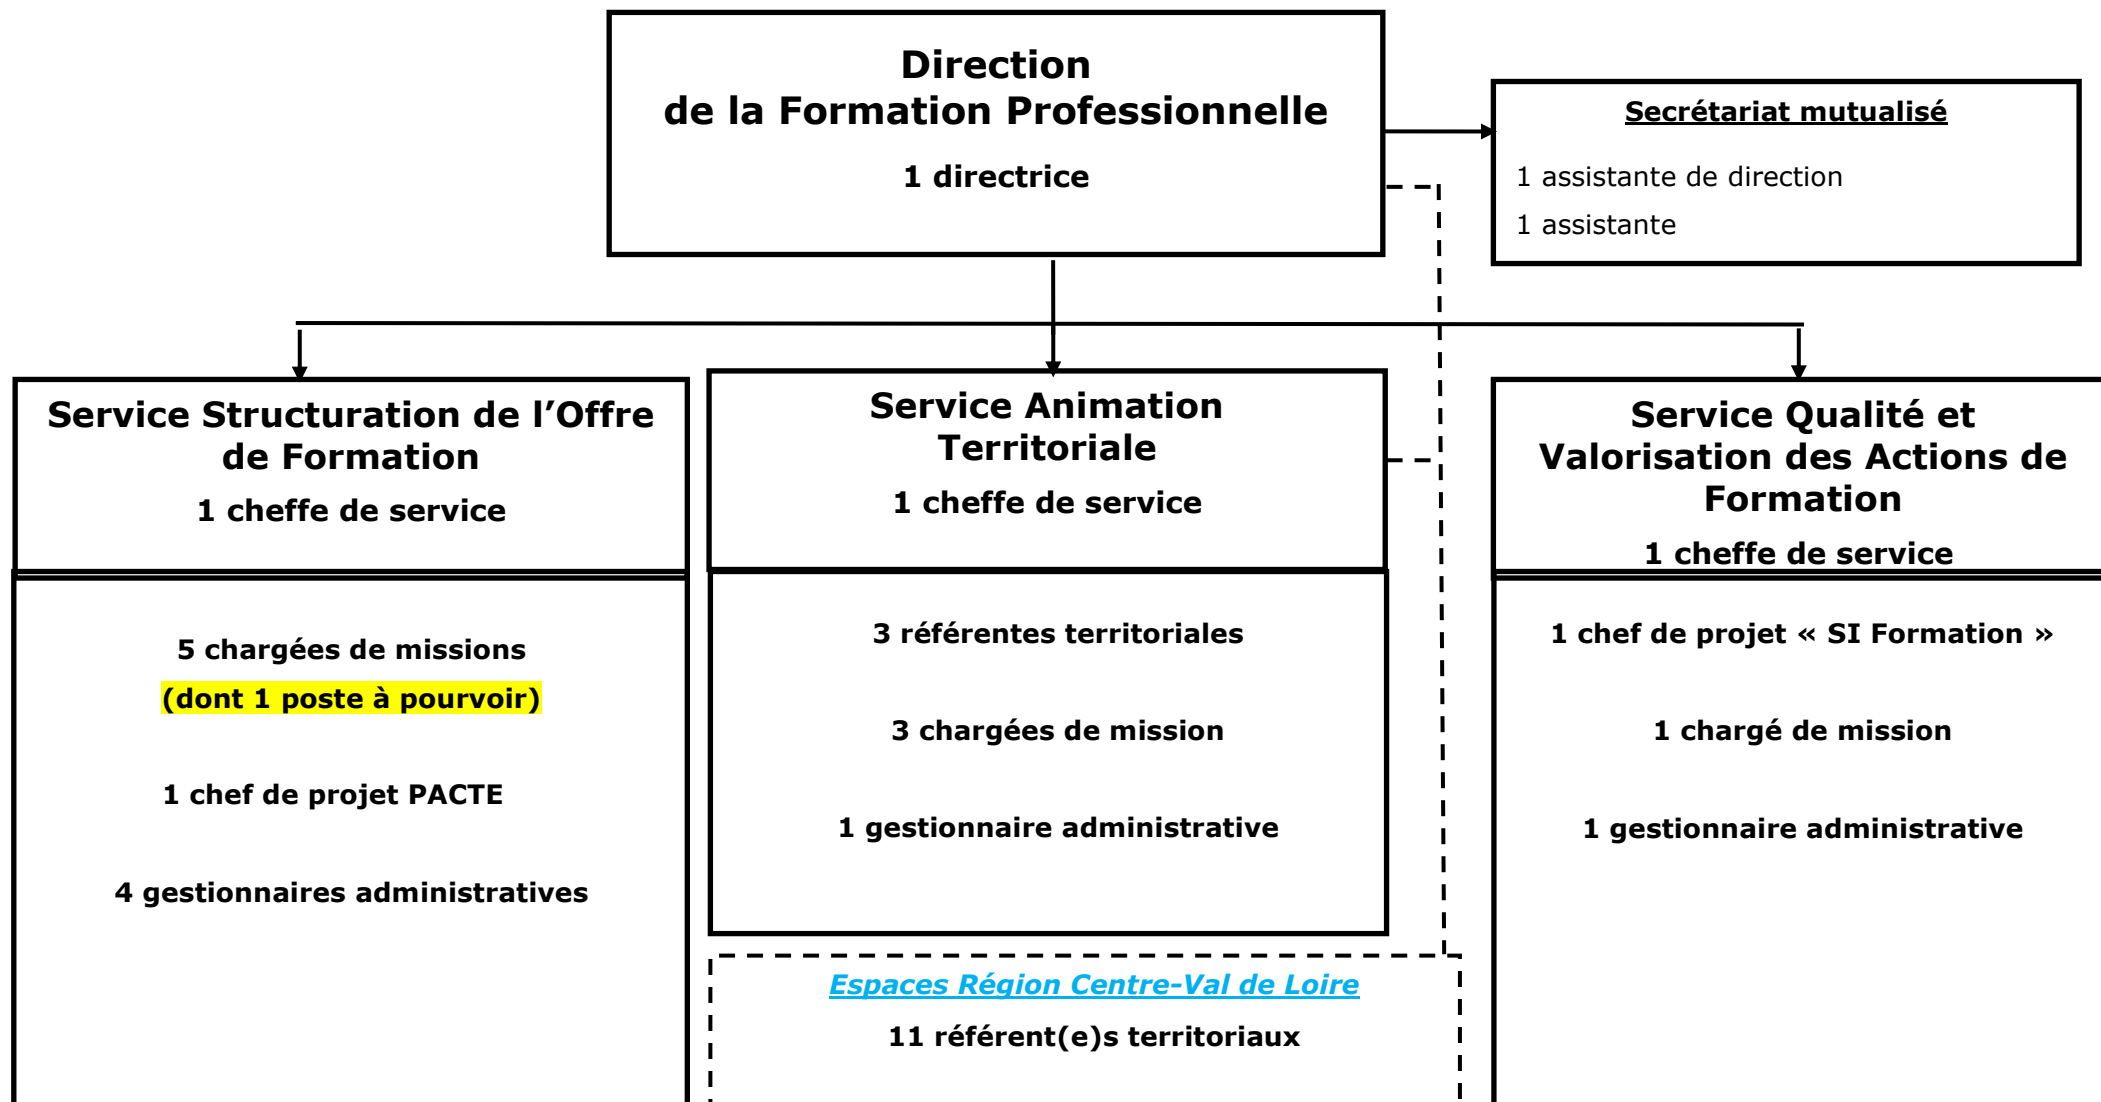 Direction
de la Formation Professionnelle
1 directrice
Secrétariat mutualisé
1 assistante de direction
1 assistante
Service Structuration de l’Offre
de Formation
1 cheffe de service
5 chargées de missions
(dont 1 poste à pourvoir)
1 chef de projet PACTE
4 gestionnaires administratives
Service Animation
Territoriale
1 cheffe de service
3 référentes territoriales
3 chargées de mission
1 gestionnaire administrative
Espaces Région Centre-Val de Loire
11 référent(e)s territoriaux
Service Qualité et
Valorisation des Actions de
Formation
1 cheffe de service
1 chef de projet « SI Formation »
1 chargé de mission
1 gestionnaire administrative